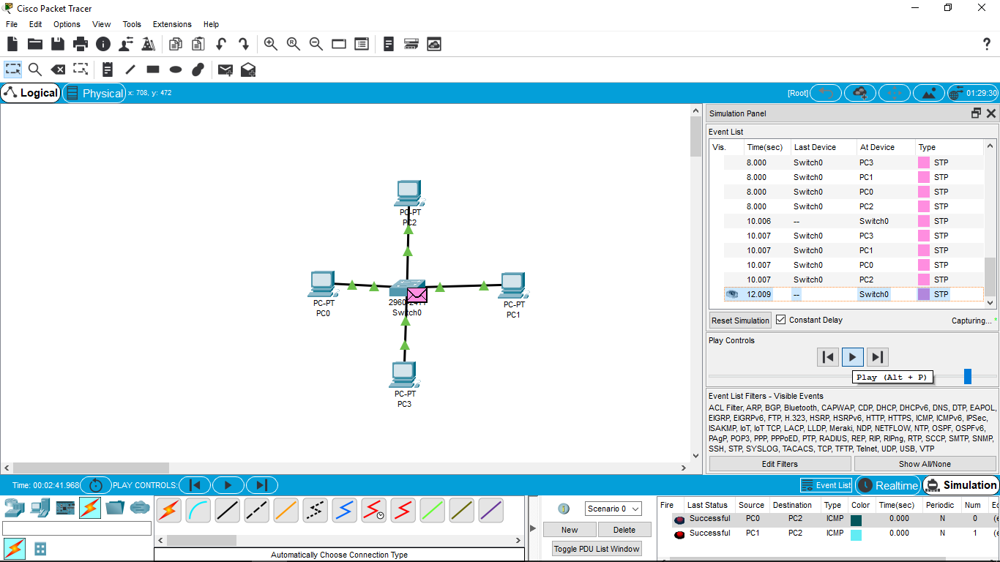 Cisco Packet Tracer
File Edit Options View Tools Extensions Help
?
Logical Physical x: 708, y: 472 [Root] 01:29:30
PC-PT
PC2
PC-PT
PC0
PC-PT
PC1
Switch0
PC-PT
PC3
Simulation Panel
Event List
Vis. Time(sec) Last Device At Device Type
8.000 Switch0 PC3 STP
8.000 Switch0 PC1 STP
8.000 Switch0 PC0 STP
8.000 Switch0 PC2 STP
10.006 -- Switch0 STP
10.007 Switch0 PC3 STP
10.007 Switch0 PC1 STP
10.007 Switch0 PC0 STP
10.007 Switch0 PC2 STP
12.009 -- Switch0 STP
Reset Simulation Constant Delay Capturing... *
Play Controls
Play (Alt + P)
Event List Filters - Visible Events
ACL Filter, ARP, BGP, Bluetooth, CAPWAP, CDP, DHCP, DHCPv6, DNS, DTP, EAPOL,
EIGRP, EIGRPv6, FTP, H.323, HSRP, HSRPv6, HTTP, HTTPS, ICMP, ICMPv6, IPSec,
ISAKMP, IoT, IoT TCP, LACP, LLDP, Meraki, NDP, NETFLOW, NTP, OSPF, OSPFv6,
PAgP, POP3, PPP, PPPoED, PTP, RADIUS, REP, RIP, RIPng, RTP, SCCP, SMTP, SNMP,
SSH, STP, SYSLOG, TACACS, TCP, TFTP, Telnet, UDP, USB, VTP
Edit Filters Show All/None
Time: 00:02:41.968 PLAY CONTROLS: Event List Realtime Simulation
Automatically Choose Connection Type
Scenario 0
New Delete
Toggle PDU List Window
Fire Last Status Source Destination Type Color Time(sec) Periodic Num Ec
Successful PC0 PC2 ICMP 0.000 N 0 (e
Successful PC1 PC2 ICMP 0.000 N 1 (e